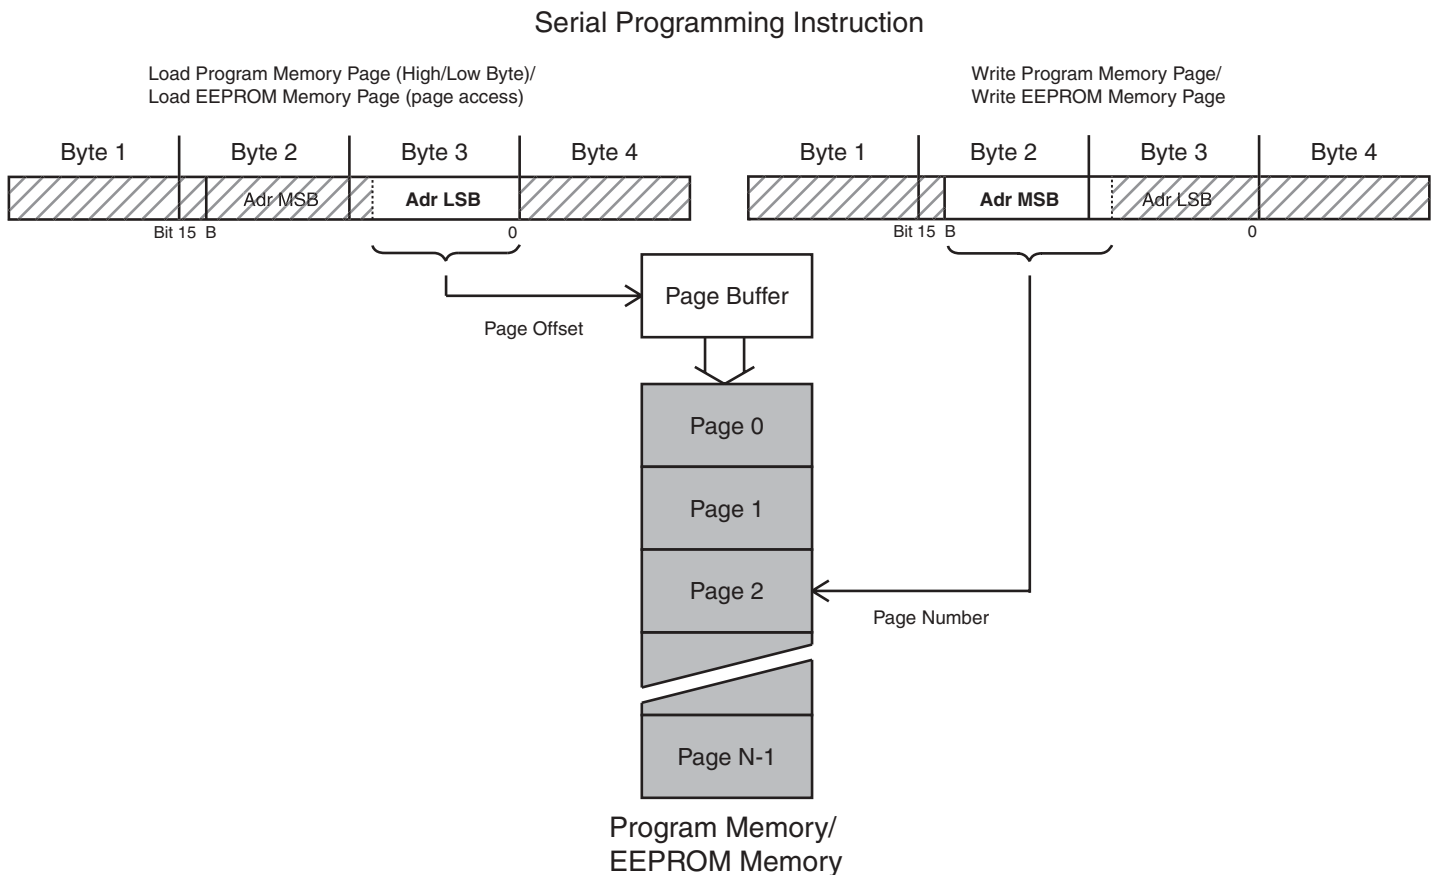 Serial Programming Instruction
Load Program Memory Page (High/Low Byte)/
Load EEPROM Memory Page (page access)
Byte 1 Byte 2 Byte 3 Byte 4
Adr MSB Adr LSB
Bit 15 B 0
Write Program Memory Page/
Write EEPROM Memory Page
Byte 1 Byte 2 Byte 3 Byte 4
Adr MSB Adr LSB
Bit 15 B 0
Page Buffer
Page Offset
Page 0
Page 1
Page 2
Page Number
Page N-1
Program Memory/
EEPROM Memory